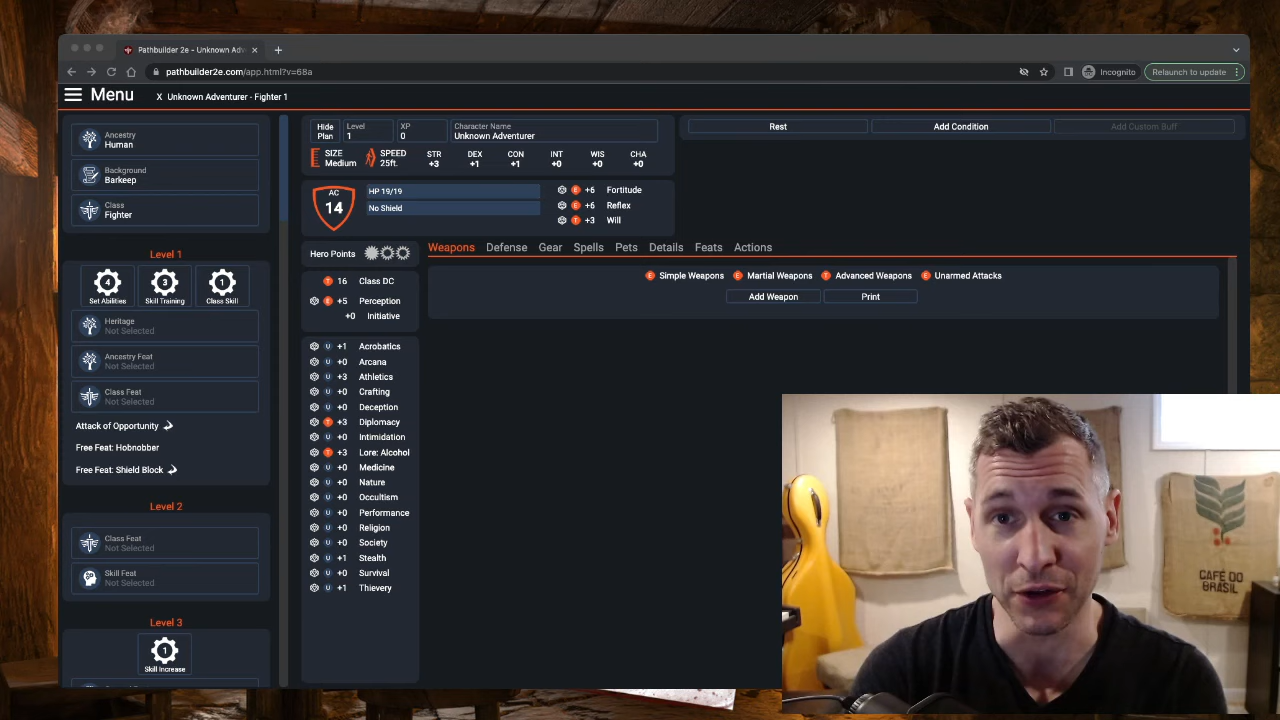 Pathbuilder 2e - Unknown Adv
pathbuilder2e.com/app.html?v=68a
Incognito
Relaunch to update
Menu
X Unknown Adventurer - Fighter 1
Ancestry
Human
Background
Barkeep
Class
Fighter
Level 1
4
Set Abilities
3
Skill Training
1
Class Skill
Heritage
Not Selected
Ancestry Feat
Not Selected
Class Feat
Not Selected
Attack of Opportunity
Free Feat: Hobnobber
Free Feat: Shield Block
Level 2
Class Feat
Not Selected
Skill Feat
Not Selected
Level 3
1
Skill Increase
Hide
Plan
Level
1
XP
0
Character Name
Unknown Adventurer
SIZE
Medium
SPEED
25ft.
STR
+3
DEX
+1
CON
+1
INT
+0
WIS
+0
CHA
+0
AC
14
HP 19/19
No Shield
E +6 Fortitude
E +6 Reflex
T +3 Will
Hero Points
T 16 Class DC
E +5 Perception
+0 Initiative
U +1 Acrobatics
U +0 Arcana
U +3 Athletics
U +0 Crafting
U +0 Deception
T +3 Diplomacy
U +0 Intimidation
T +3 Lore: Alcohol
U +0 Medicine
U +0 Nature
U +0 Occultism
U +0 Performance
U +0 Religion
U +0 Society
U +1 Stealth
U +0 Survival
U +1 Thievery
Rest
Add Condition
Add Custom Buff
Weapons Defense Gear Spells Pets Details Feats Actions
E Simple Weapons E Martial Weapons T Advanced Weapons E Unarmed Attacks
Add Weapon
Print
CAFÉ DO
BRASIL